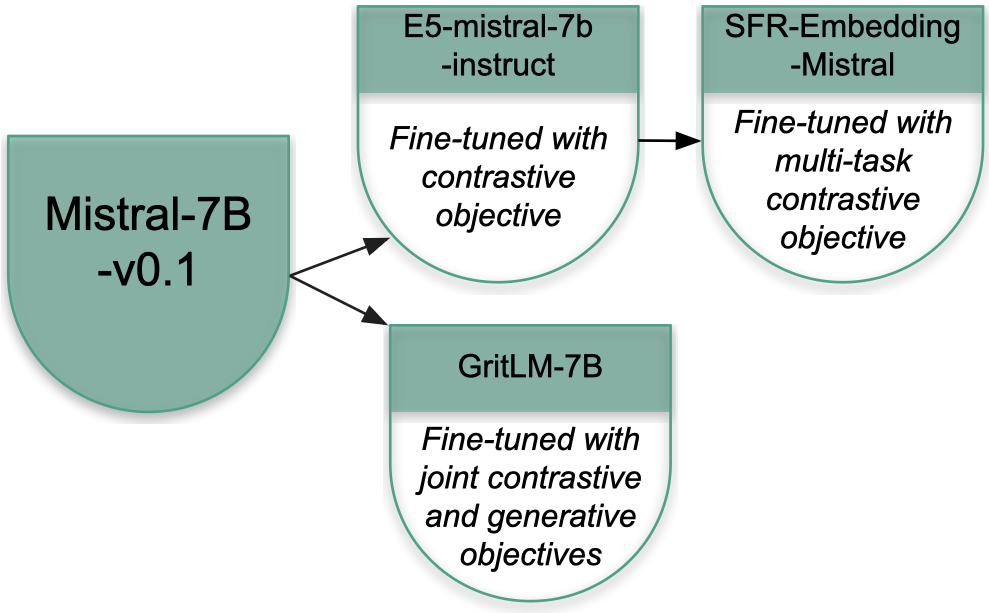 Mistral-7B
-v0.1
E5-mistral-7b
-instruct
Fine-tuned with
contrastive
objective
SFR-Embedding
-Mistral
Fine-tuned with
multi-task
contrastive
objective
GritLM-7B
Fine-tuned with
joint contrastive
and generative
objectives